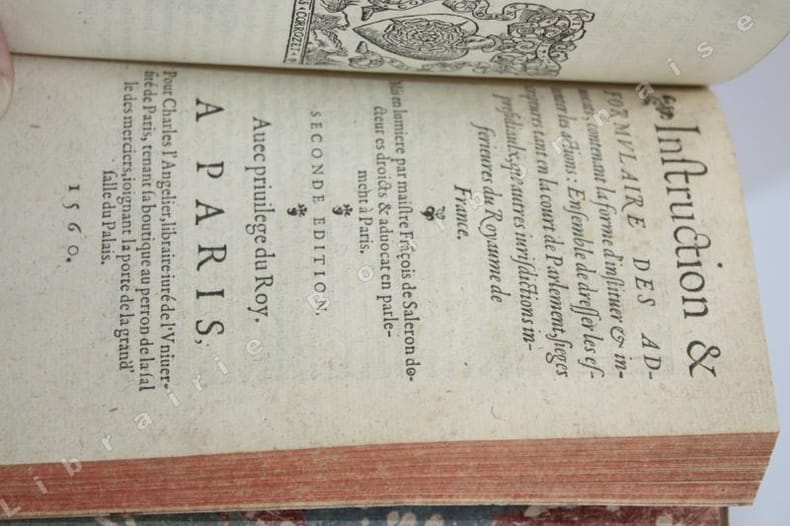 S CORROZET
Inſtruction &
FORMVLAIRE DES AD-
uocats, contenant la forme d'inſtituer & in-
tenter les actions: Enſemble de dreſſer les eſ-
en la court de Parlement, ſieges
preſidiaulx, que autres iuriſdictions in-
ferieures du Royaume de
France.
Mis en lumiere par maiſtre Frãçois de Saleron do-
cteur es droicts & aduocat en parle-
ment à Paris.
SECONDE EDITION.
Auec priuilege du Roy.
A PARIS,
Pour Charles l'Angelier, libraire iuré de l'Vniuer-
ſité de Paris, tenant ſa boutique au perron de la ſal
le des merciers, ioignant la porte de la grand'
ſalle du Palais.
1560.
Librairie